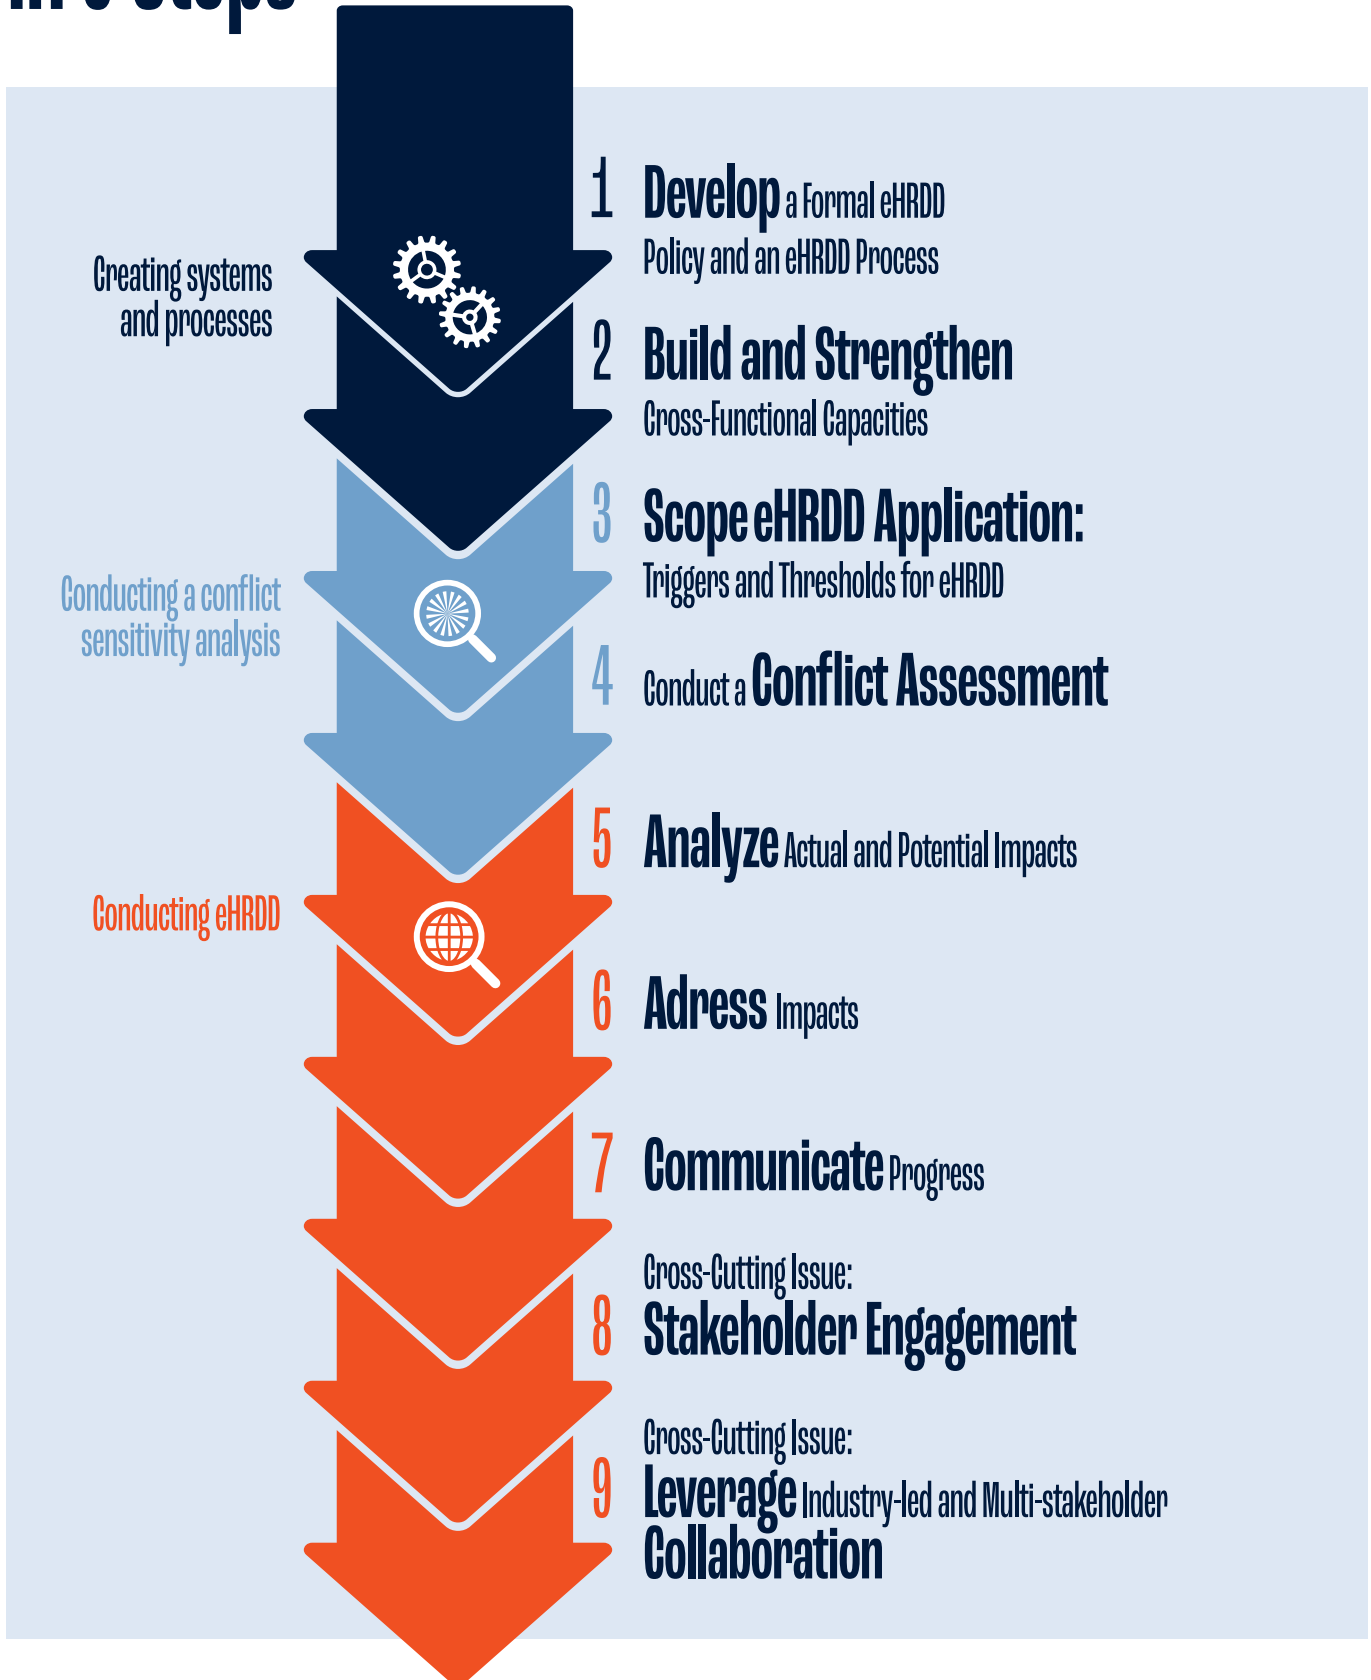 in 9 Steps
1 Develop a Formal eHRDD
Policy and an eHRDD Process
Creating systems
and processes
2 Build and Strengthen
Cross-Functional Capacities
3 Scope eHRDD Application:
Triggers and Thresholds for eHRDD
Conducting a conflict
sensitivity analysis
4 Conduct a Conflict Assessment
5 Analyze Actual and Potential Impacts
Conducting eHRDD
6 Adress Impacts
7 Communicate Progress
Cross-Cutting Issue:
8 Stakeholder Engagement
Cross-Cutting Issue:
9 Leverage Industry-led and Multi-stakeholder
Collaboration